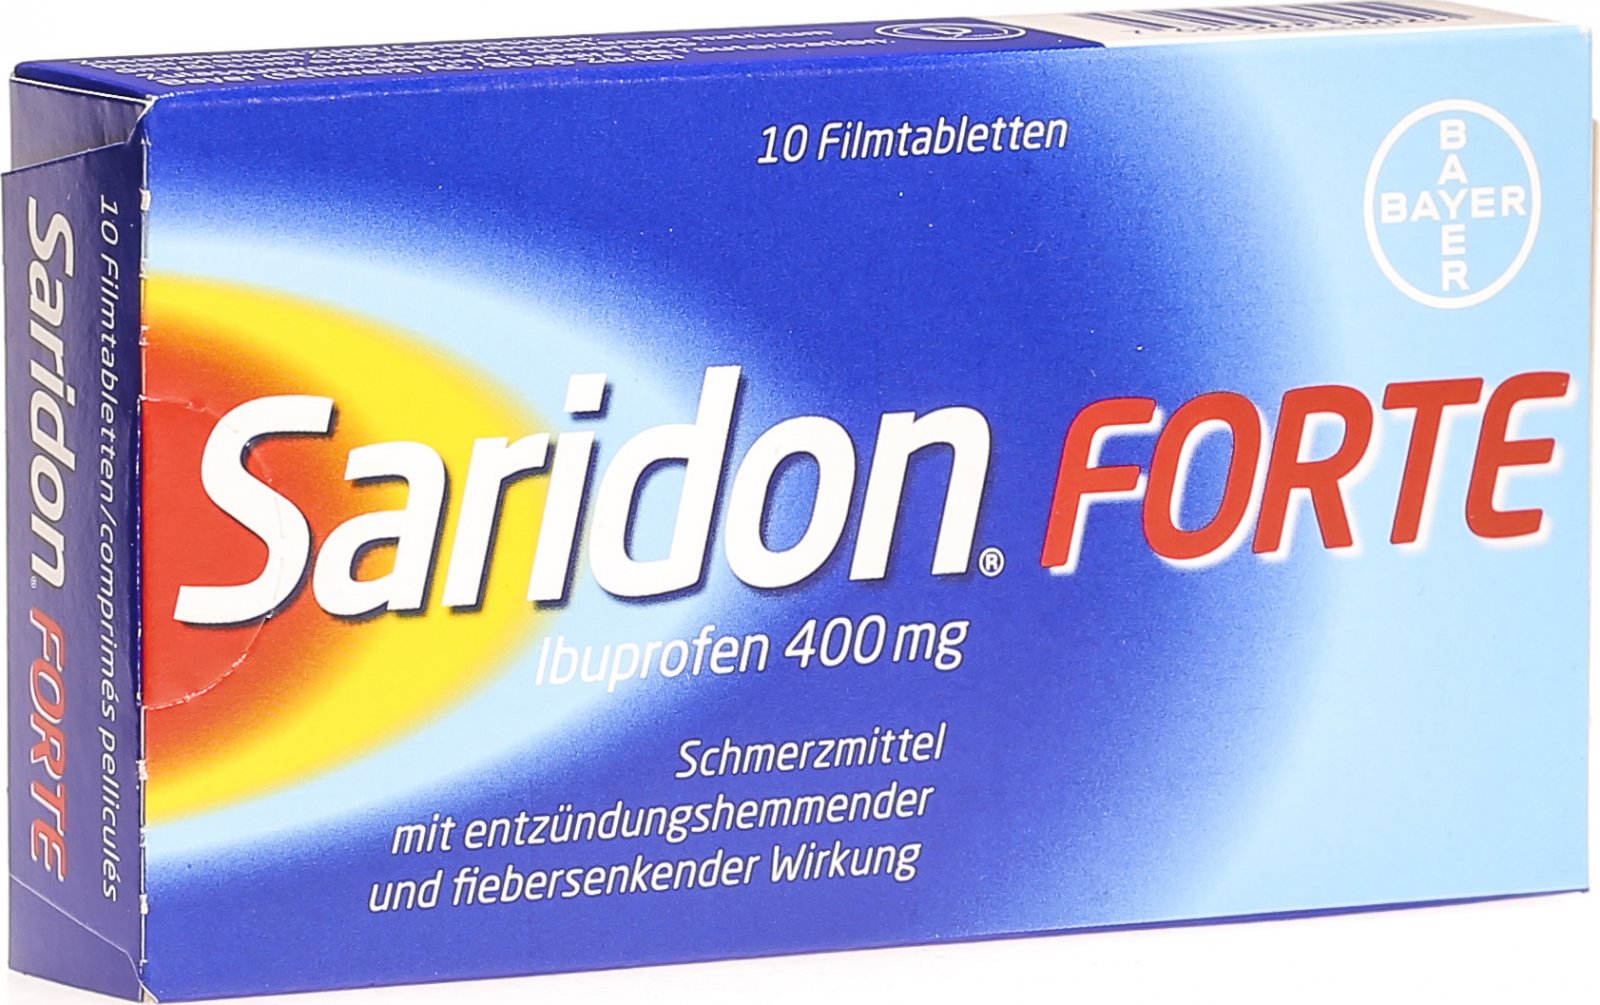 10 Filmtabletten
BAYER
BAYER
Saridon® FORTE
Ibuprofen 400 mg
Schmerzmittel
mit entzündungshemmender
und fiebersenkender Wirkung
10 Filmtabletten/comprimés pelliculés
Saridon® FORTE